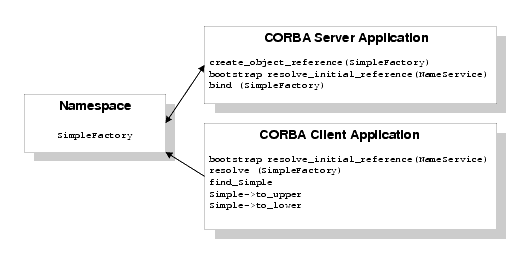 CORBA Server Application
create_object_reference(SimpleFactory)
bootstrap resolve_initial_reference(NameService)
bind (SimpleFactory)
Namespace
SimpleFactory
CORBA Client Application
bootstrap resolve_initial_reference(NameService)
resolve (SimpleFactory)
find_Simple
Simple->to_upper
Simple->to_lower